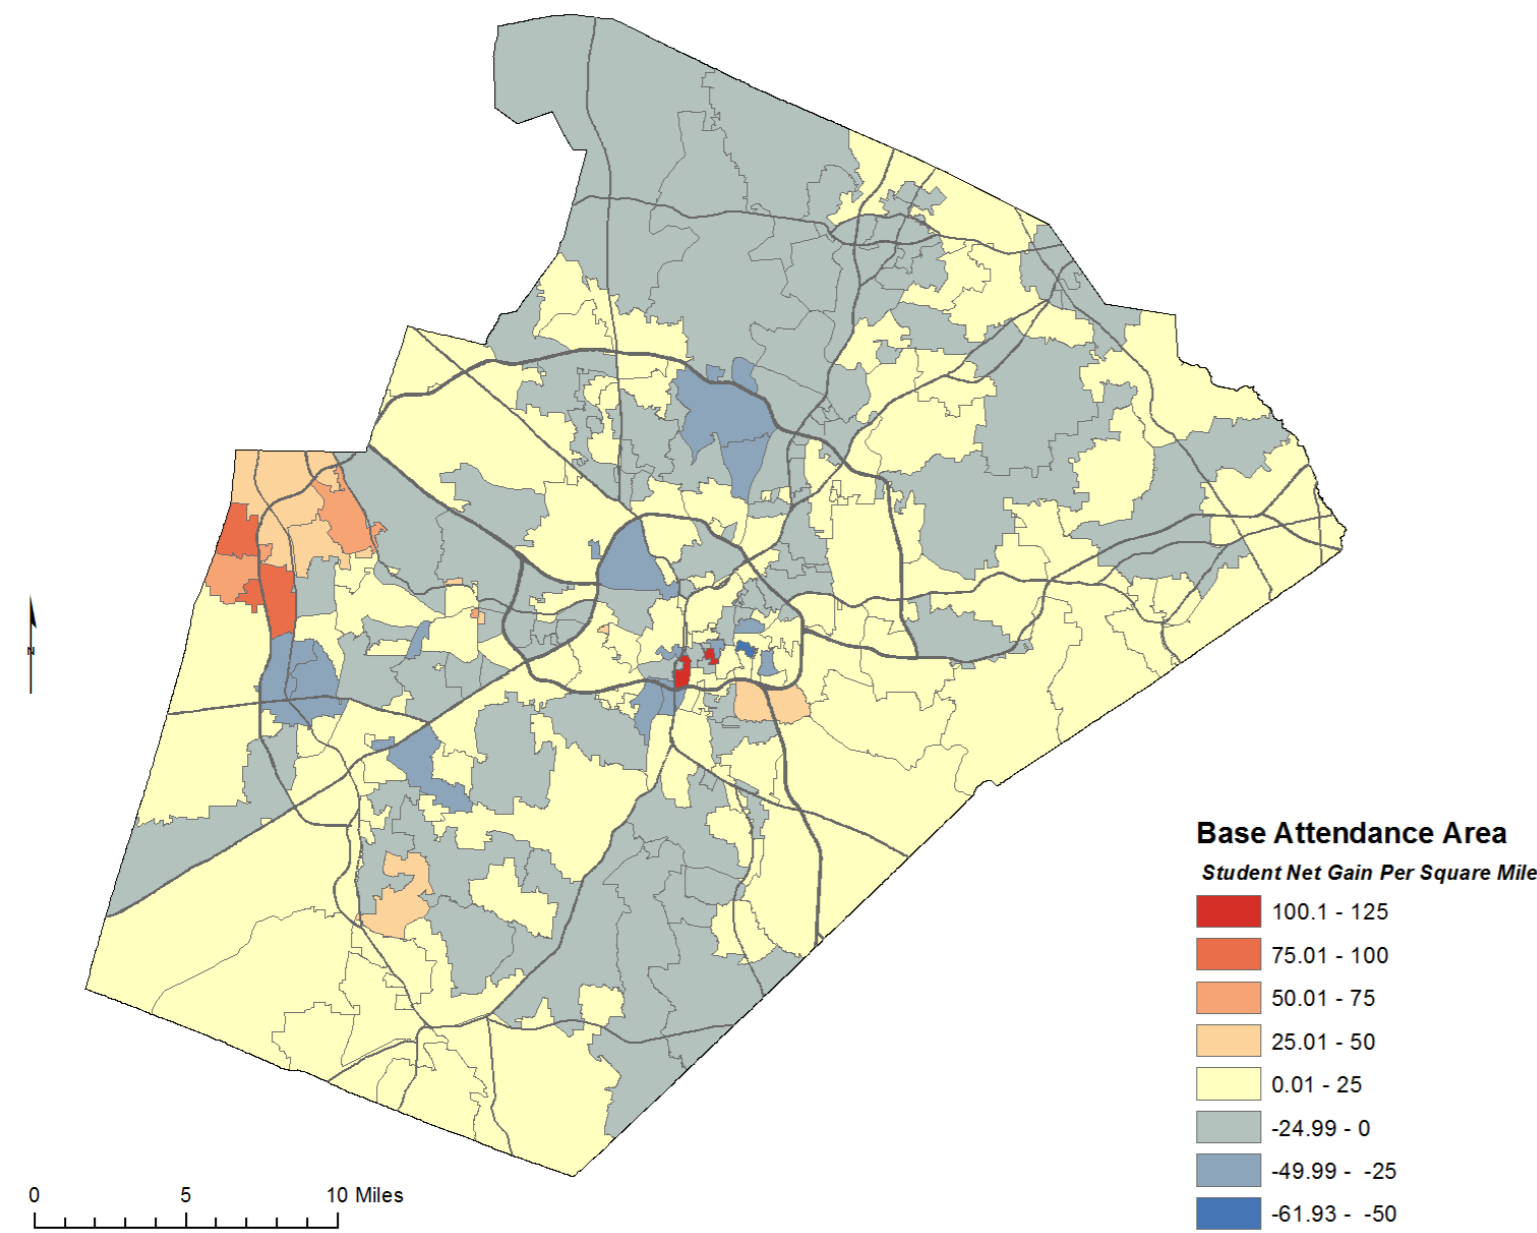 N
0 5 10 Miles
Base Attendance Area
Student Net Gain Per Square Mile
100.1 - 125
75.01 - 100
50.01 - 75
25.01 - 50
0.01 - 25
-24.99 - 0
-49.99 -  -25
-61.93 -  -50